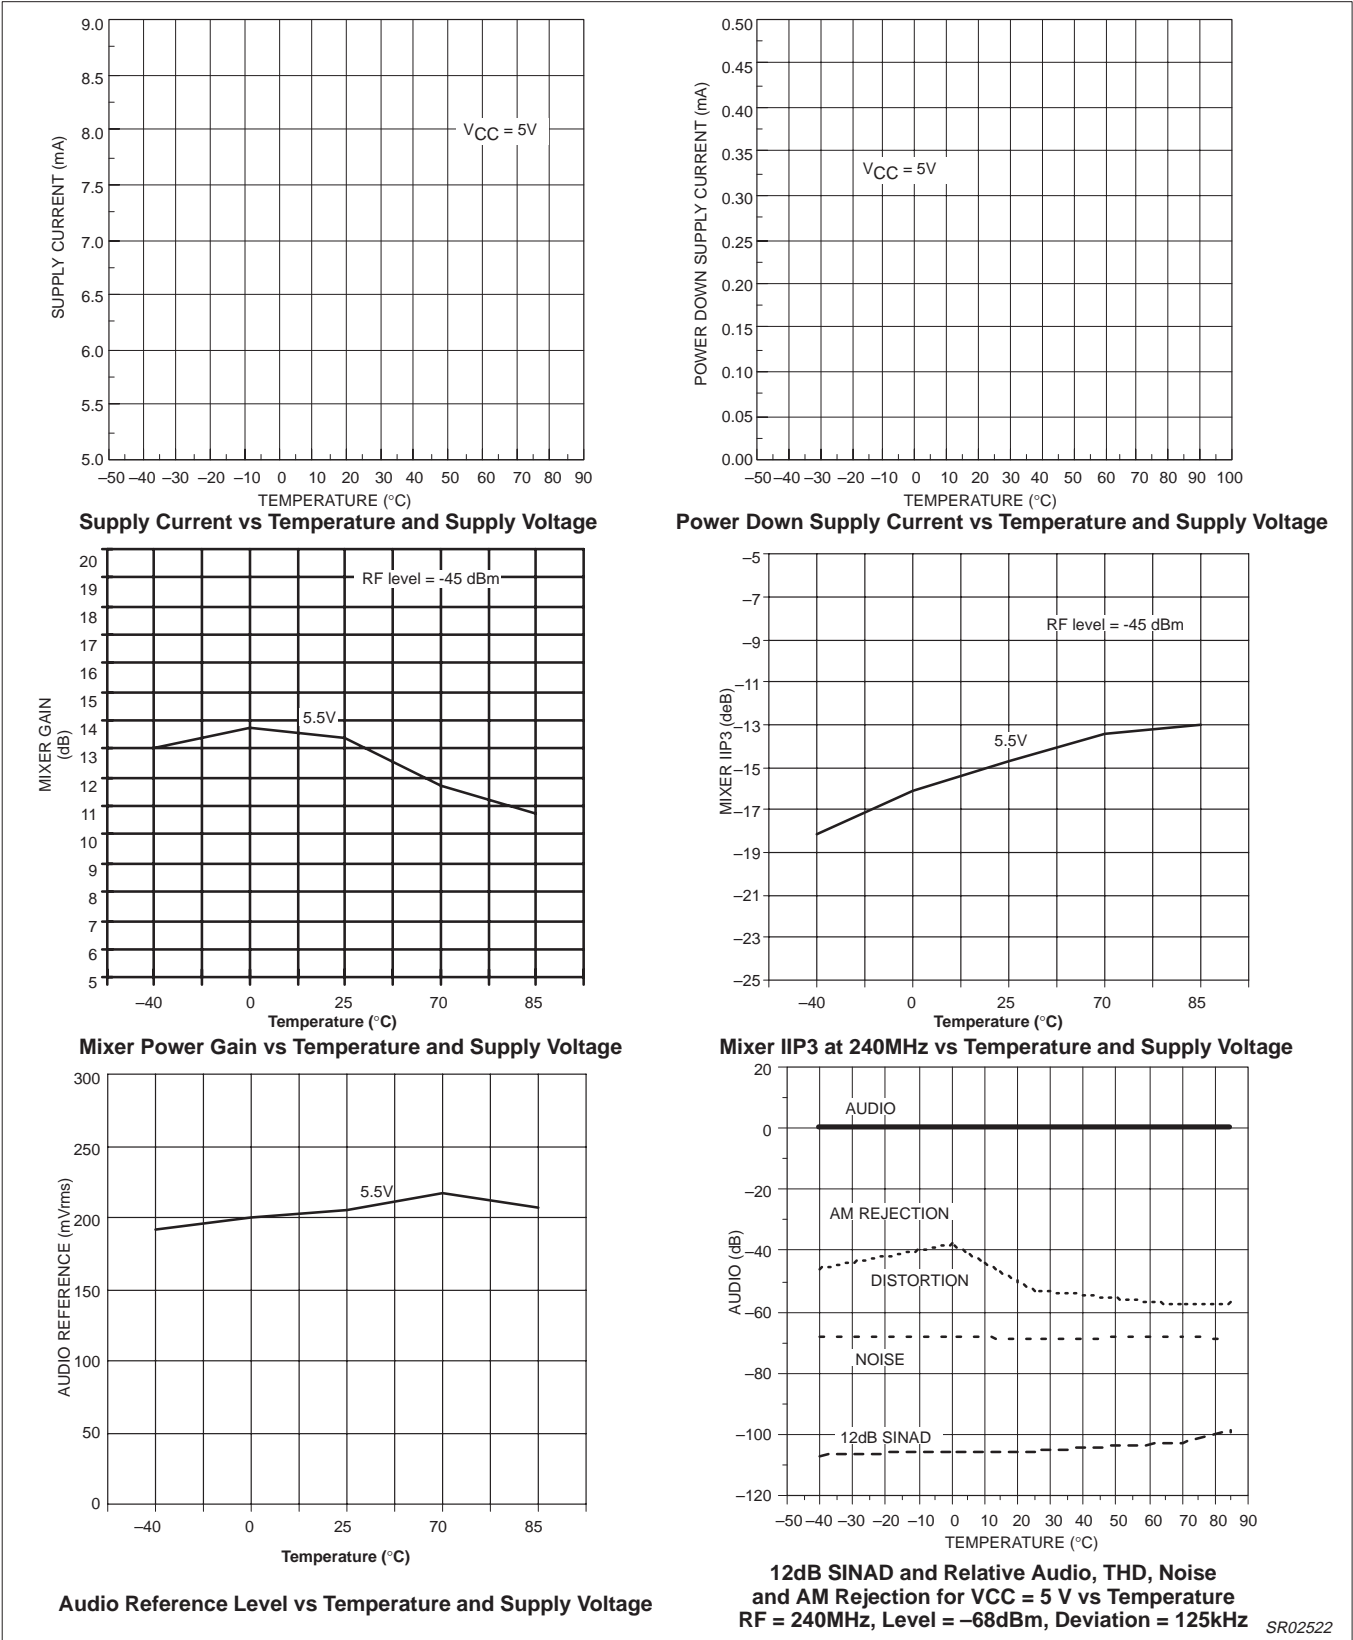 9.0
8.5
8.0
7.5
7.0
6.5
6.0
5.5
5.0
SUPPLY CURRENT (mA)
VCC = 5V
–50 –40 –30 –20 –10 0 10 20 30 40 50 60 70 80 90
TEMPERATURE (°C)
Supply Current vs Temperature and Supply Voltage
0.50
0.45
0.40
0.35
0.30
0.25
0.20
0.15
0.10
0.05
0.00
POWER DOWN SUPPLY CURRENT (mA)
VCC = 5V
–50 –40 –30 –20 –10 0 10 20 30 40 50 60 70 80 90 100
TEMPERATURE (°C)
Power Down Supply Current vs Temperature and Supply Voltage
20
19
18
17
16
15
14
13
12
11
10
9
8
7
6
5
MIXER GAIN
(dB)
RF level = -45 dBm
5.5V
–40 0 25 70 85
Temperature (°C)
Mixer Power Gain vs Temperature and Supply Voltage
–5
–7
–9
–11
–13
–15
–17
–19
–21
–23
–25
MIXER IIP3 (deB)
RF level = -45 dBm
5.5V
–40 0 25 70 85
Temperature (°C)
Mixer IIP3 at 240MHz vs Temperature and Supply Voltage
300
250
200
150
100
50
0
AUDIO REFERENCE (mVrms)
5.5V
–40 0 25 70 85
Temperature (°C)
Audio Reference Level vs Temperature and Supply Voltage
20
0
–20
–40
–60
–80
–100
–120
AUDIO (dB)
AUDIO
AM REJECTION
DISTORTION
NOISE
12dB SINAD
–50 –40 –30 –20 –10 0 10 20 30 40 50 60 70 80 90
TEMPERATURE (°C)
12dB SINAD and Relative Audio, THD, Noise
and AM Rejection for VCC = 5 V vs Temperature
RF = 240MHz, Level = –68dBm, Deviation = 125kHz
SR02522